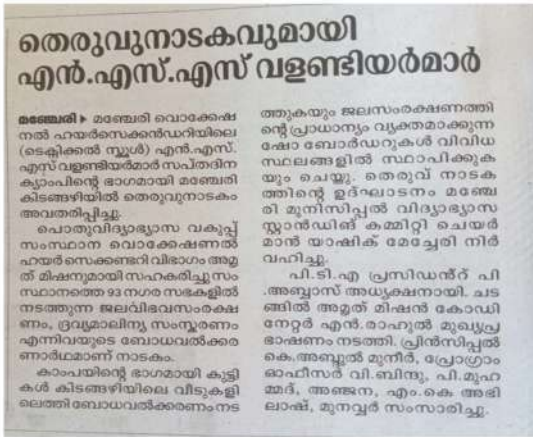 തെരുവുനാടകവുമായി
എൻ.എസ്.എസ് വളണ്ടിയർമാർ
മഞ്ചേരി ▸ മഞ്ചേരി വൊക്കേഷ
നൽ ഹയർസെക്കൻഡറിയിലെ
(ടെക്നിക്കൽ സ്കൂൾ) എൻ.എസ്.
എസ് വളണ്ടിയർമാർ സപ്തദിന
ക്യാംപിന്റെ ഭാഗമായി മഞ്ചേരി
കിടങ്ങഴിയിൽ തെരുവുനാടകം
അവതരിപ്പിച്ചു.
പൊതുവിദ്യാഭ്യാസ വകുപ്പ്
സംസ്ഥാന വൊക്കേഷണൽ
ഹയർ സെക്കണ്ടറി വിഭാഗം അമൃ
ത് മിഷനുമായി സഹകരിച്ചു സം
സ്ഥാനത്തെ 93 നഗര സഭകളിൽ
നടത്തുന്ന ജലവിഭവസംരക്ഷ
ണം, ദ്രവ്യമാലിന്യ സംസ്കരണം
എന്നിവയുടെ ബോധവൽക്കര
ണാർഥമാണ് നാടകം.
കാംപയിന്റെ ഭാഗമായി കുട്ടി
കൾ കിടങ്ങഴിയിലെ വീടുകളി
ലെത്തി ബോധവൽക്കരണം നട
ത്തുകയും ജലസംരക്ഷണത്തി
ന്റെ പ്രാധാന്യം വ്യക്തമാക്കുന്ന
ഷോ ബോർഡറുകൾ വിവിധ
സ്ഥലങ്ങളിൽ സ്ഥാപിക്കുക
യും ചെയ്തു. തെരുവ് നാടക
ത്തിന്റെ ഉദ്ഘാടനം മഞ്ചേ
രി മുനിസിപ്പൽ വിദ്യാഭ്യാസ
സ്റ്റാൻഡിങ് കമ്മിറ്റി ചെയർ
മാൻ യാഷിക് മേച്ചേരി നിർ
വഹിച്ചു.
പി.ടി.എ പ്രസിഡൻ്റ് പി
.അബ്ബാസ് അധ്യക്ഷനായി. ചട
ങ്ങിൽ അമൃത് മിഷൻ കോഡി
നേറ്റർ എൻ.രാഹുൽ മുഖ്യപ്ര
ഭാഷണം നടത്തി. പ്രിൻസിപ്പൽ
കെ.അബ്ദുൽ മുനീർ, പ്രോഗ്രാം
ഓഫീസർ വി.ബിന്ദു, പി.മുഹ
മ്മദ്, അഞ്ജന, എം.കെ അഭി
ലാഷ്, മുനവ്വർ സംസാരിച്ചു.